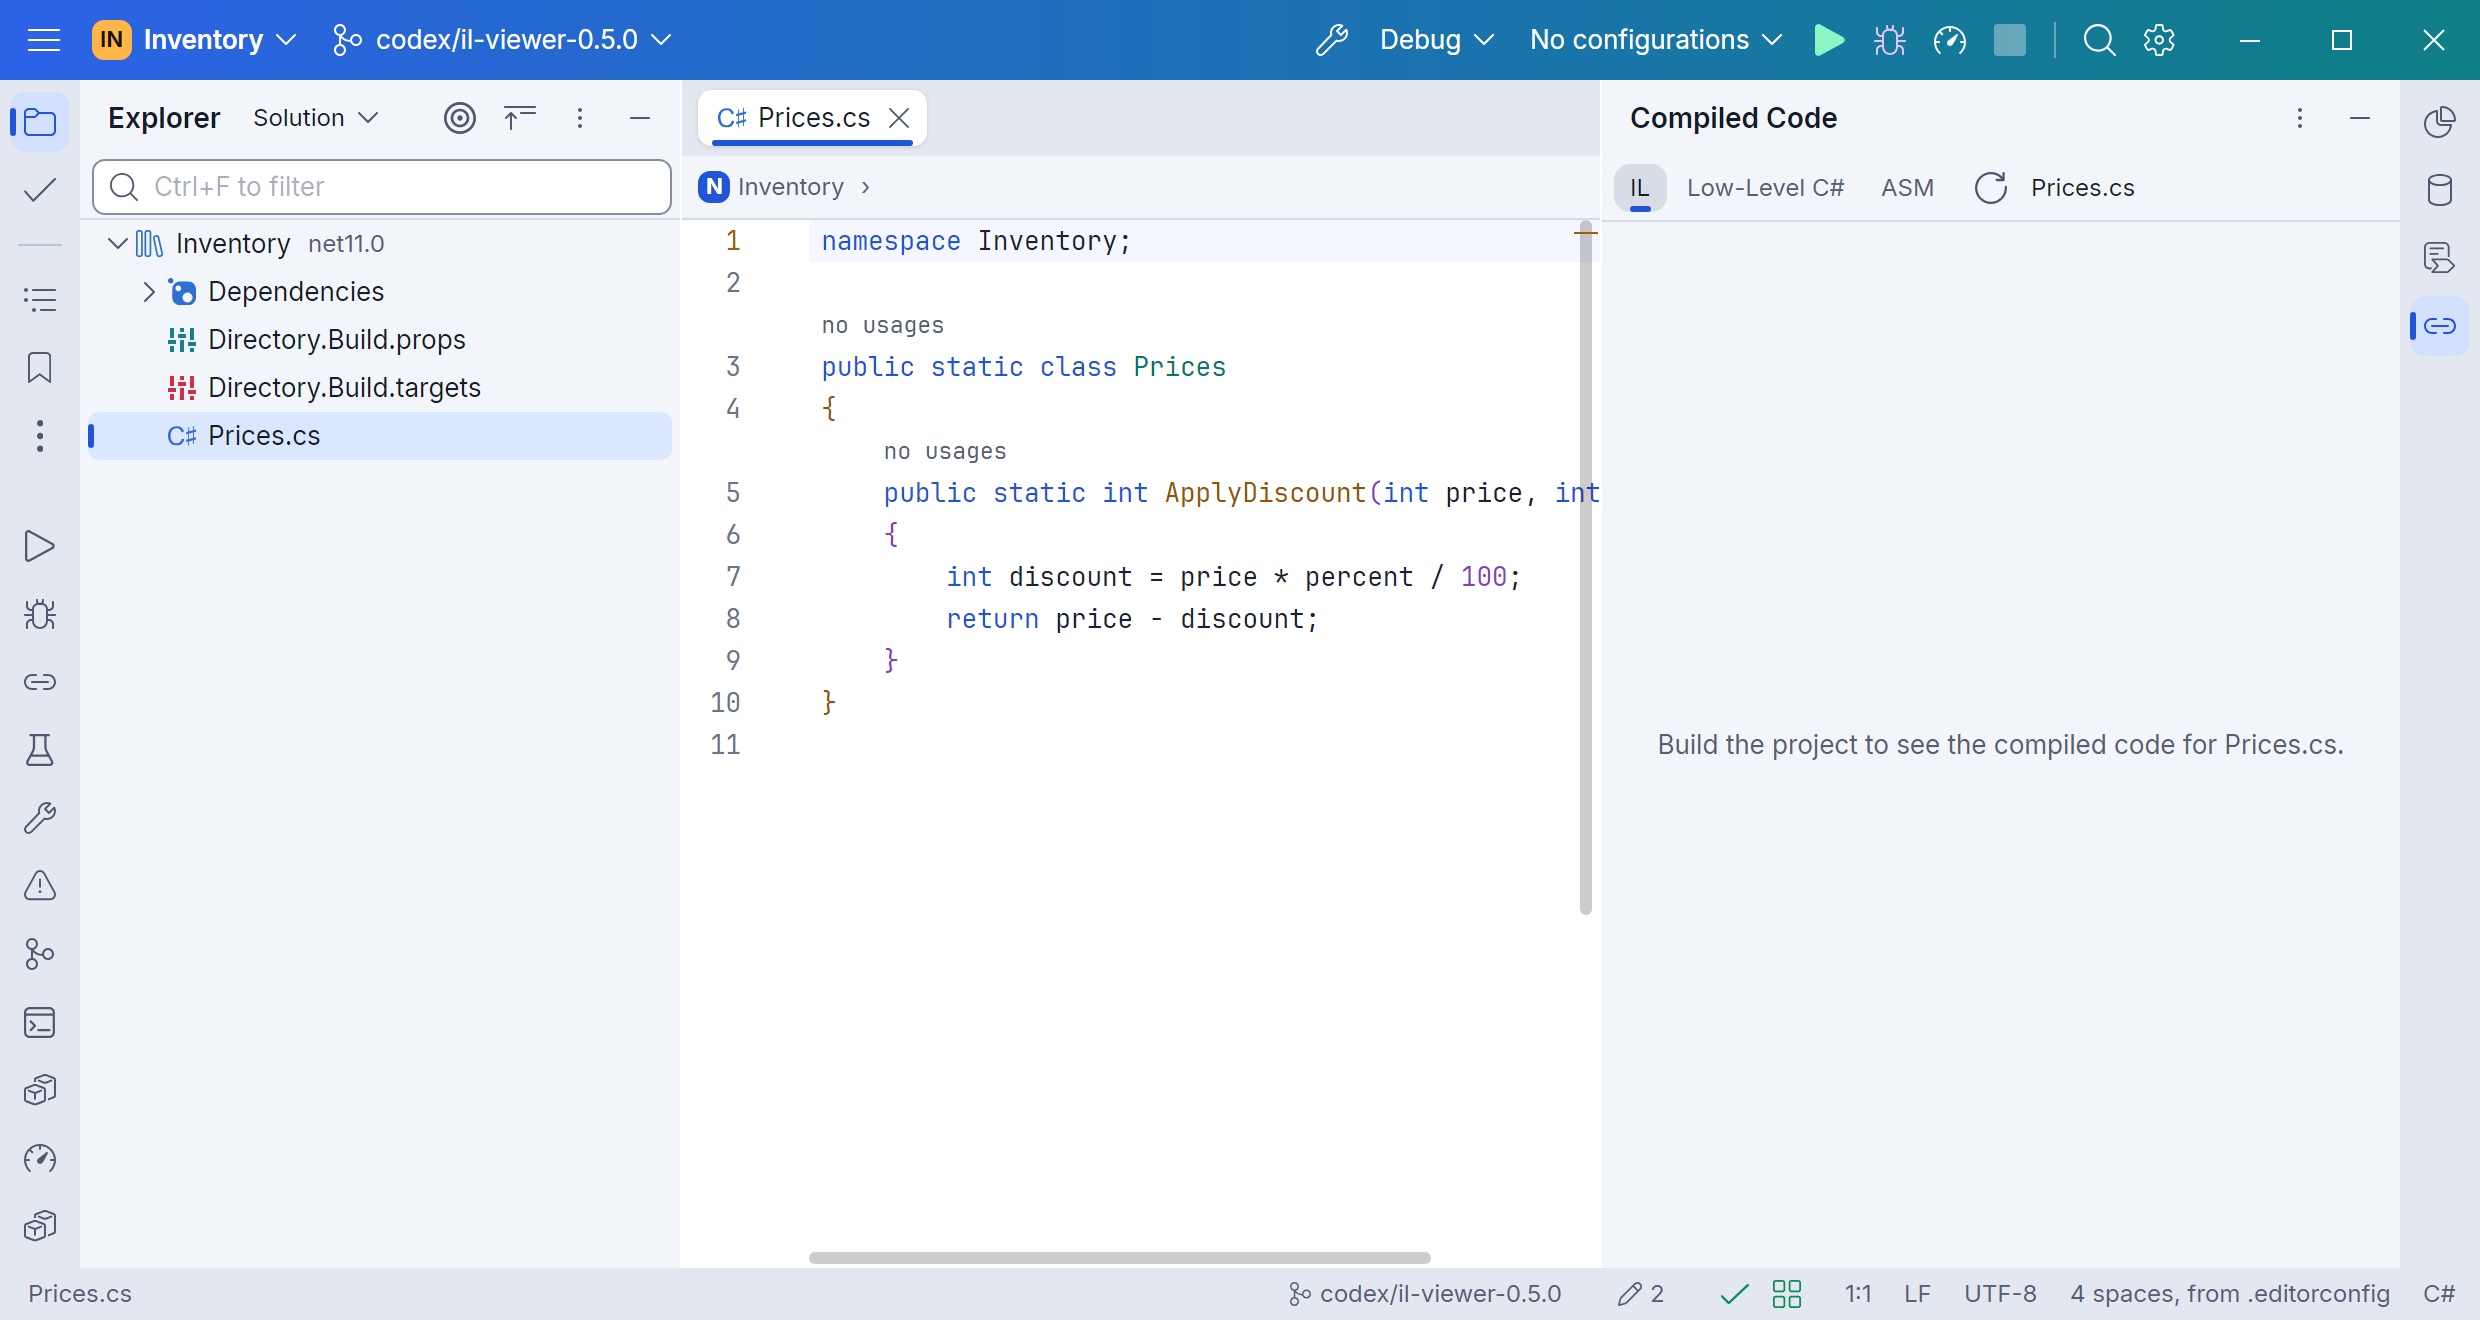 IN Inventory codex/il-viewer-0.5.0 Debug No configurations
Explorer Solution
Ctrl+F to filter
Inventory net11.0
Dependencies
Directory.Build.props
Directory.Build.targets
C# Prices.cs
C# Prices.cs
N Inventory ›
1 namespace Inventory;
2
no usages
3 public static class Prices
4 {
no usages
5 public static int ApplyDiscount(int price, int
6 {
7 int discount = price * percent / 100;
8 return price - discount;
9 }
10 }
11
Compiled Code
IL Low-Level C# ASM Prices.cs
Build the project to see the compiled code for Prices.cs.
Prices.cs codex/il-viewer-0.5.0 2 1:1 LF UTF-8 4 spaces, from .editorconfig C#